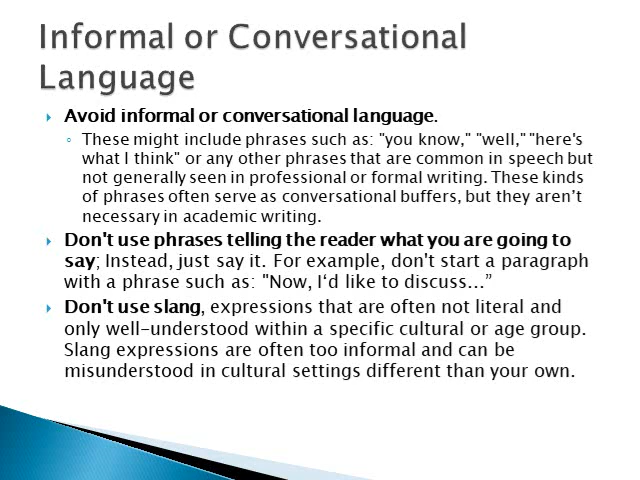 Informal or Conversational
Language
Avoid informal or conversational language.
These might include phrases such as: "you know," "well," "here's
what I think" or any other phrases that are common in speech but
not generally seen in professional or formal writing. These kinds
of phrases often serve as conversational buffers, but they aren’t
necessary in academic writing.
Don't use phrases telling the reader what you are going to
say; Instead, just say it. For example, don't start a paragraph
with a phrase such as: "Now, I‘d like to discuss…”
Don't use slang, expressions that are often not literal and
only well-understood within a specific cultural or age group.
Slang expressions are often too informal and can be
misunderstood in cultural settings different than your own.